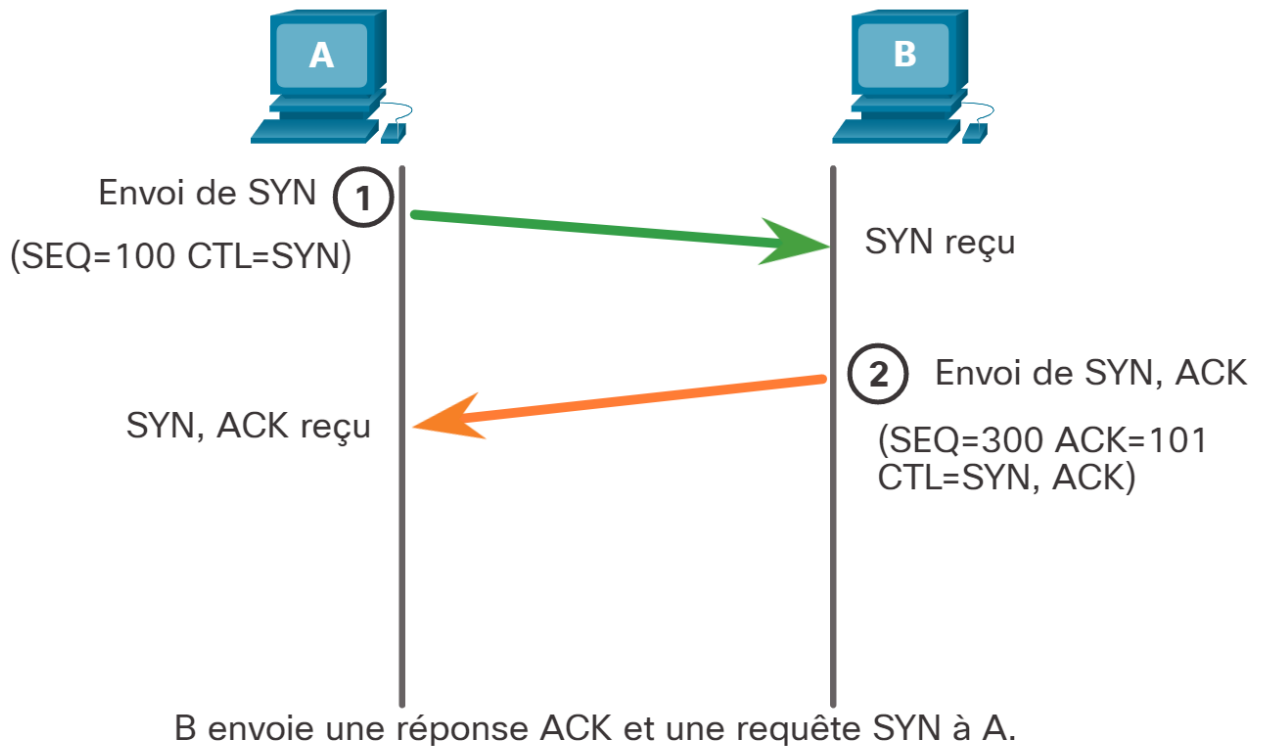 A
B
Envoi de SYN 1
(SEQ=100 CTL=SYN)
SYN reçu
2 Envoi de SYN, ACK
SYN, ACK reçu
(SEQ=300 ACK=101
CTL=SYN, ACK)
B envoie une réponse ACK et une requête SYN à A.